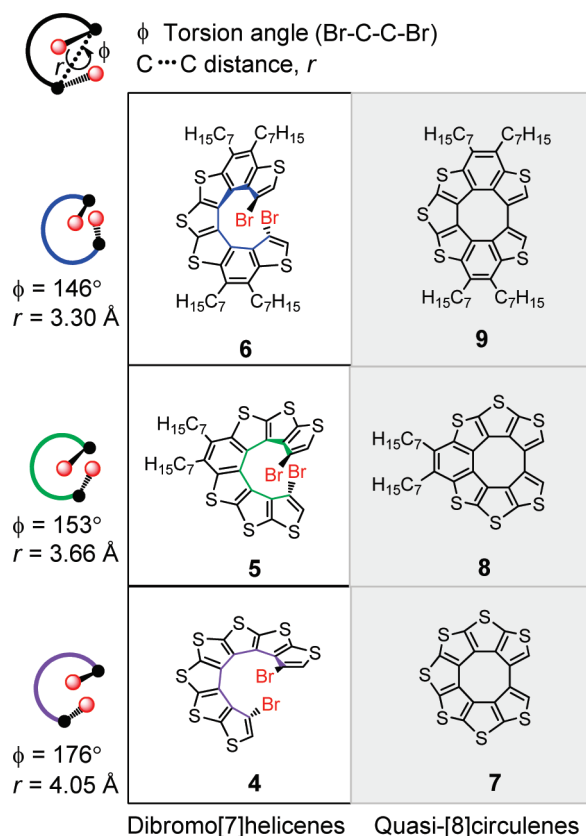 ϕ Torsion angle (Br-C-C-Br)
r ϕ
C•••C distance, r
H₁₅C₇ C₇H₁₅ H₁₅C₇ C₇H₁₅
S S S S
Br Br
S S
S S S S
H₁₅C₇ C₇H₁₅ H₁₅C₇ C₇H₁₅
ϕ = 146°
r = 3.30 Å
6 9
S S S
H₁₅C₇ S H₁₅C₇ S S
H₁₅C₇ Br Br H₁₅C₇
S S S
S S S
ϕ = 153°
r = 3.66 Å
5 8
S S S
S S S S
Br
S S
Br
S S S
S S
ϕ = 176°
r = 4.05 Å
4 7
Dibromo[7]helicenes Quasi-[8]circulenes